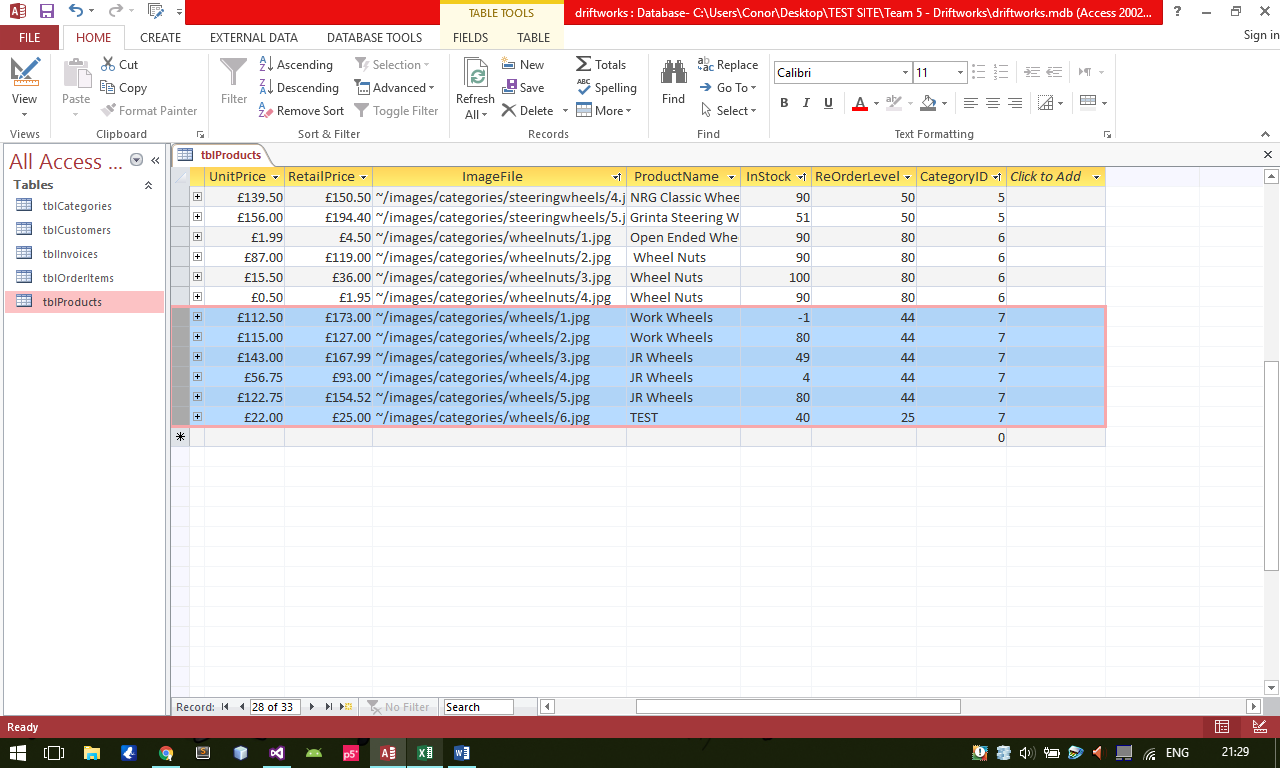 TABLE TOOLS driftworks : Database- C:\Users\Conor\Desktop\TEST SITE\Team 5 - Driftworks\driftworks.mdb (Access 2002... ?
FILE HOME CREATE EXTERNAL DATA DATABASE TOOLS FIELDS TABLE Sign in
View
Views
Paste
Cut
Copy
Format Painter
Clipboard
Filter
Ascending
Descending
Remove Sort
Selection
Advanced
Toggle Filter
Sort & Filter
Refresh
All
New
Save
Delete
Totals
Spelling
More
Records
Find
Replace
Go To
Select
Find
Calibri 11
B I U A
Text Formatting
All Access ...
Tables
tblCategories
tblCustomers
tblInvoices
tblOrderItems
tblProducts
tblProducts
UnitPrice RetailPrice ImageFile ProductName InStock ReOrderLevel CategoryID Click to Add
£139.50 £150.50 ~/images/categories/steeringwheels/4.j NRG Classic Whee 90 50 5
£156.00 £194.40 ~/images/categories/steeringwheels/5.j Grinta Steering W 51 50 5
£1.99 £4.50 ~/images/categories/wheelnuts/1.jpg Open Ended Whe 90 80 6
£87.00 £119.00 ~/images/categories/wheelnuts/2.jpg Wheel Nuts 90 80 6
£15.50 £36.00 ~/images/categories/wheelnuts/3.jpg Wheel Nuts 100 80 6
£0.50 £1.95 ~/images/categories/wheelnuts/4.jpg Wheel Nuts 90 80 6
£112.50 £173.00 ~/images/categories/wheels/1.jpg Work Wheels -1 44 7
£115.00 £127.00 ~/images/categories/wheels/2.jpg Work Wheels 80 44 7
£143.00 £167.99 ~/images/categories/wheels/3.jpg JR Wheels 49 44 7
£56.75 £93.00 ~/images/categories/wheels/4.jpg JR Wheels 4 44 7
£122.75 £154.52 ~/images/categories/wheels/5.jpg JR Wheels 80 44 7
£22.00 £25.00 ~/images/categories/wheels/6.jpg TEST 40 25 7
0
Record: 28 of 33 No Filter Search
Ready
ENG 21:29